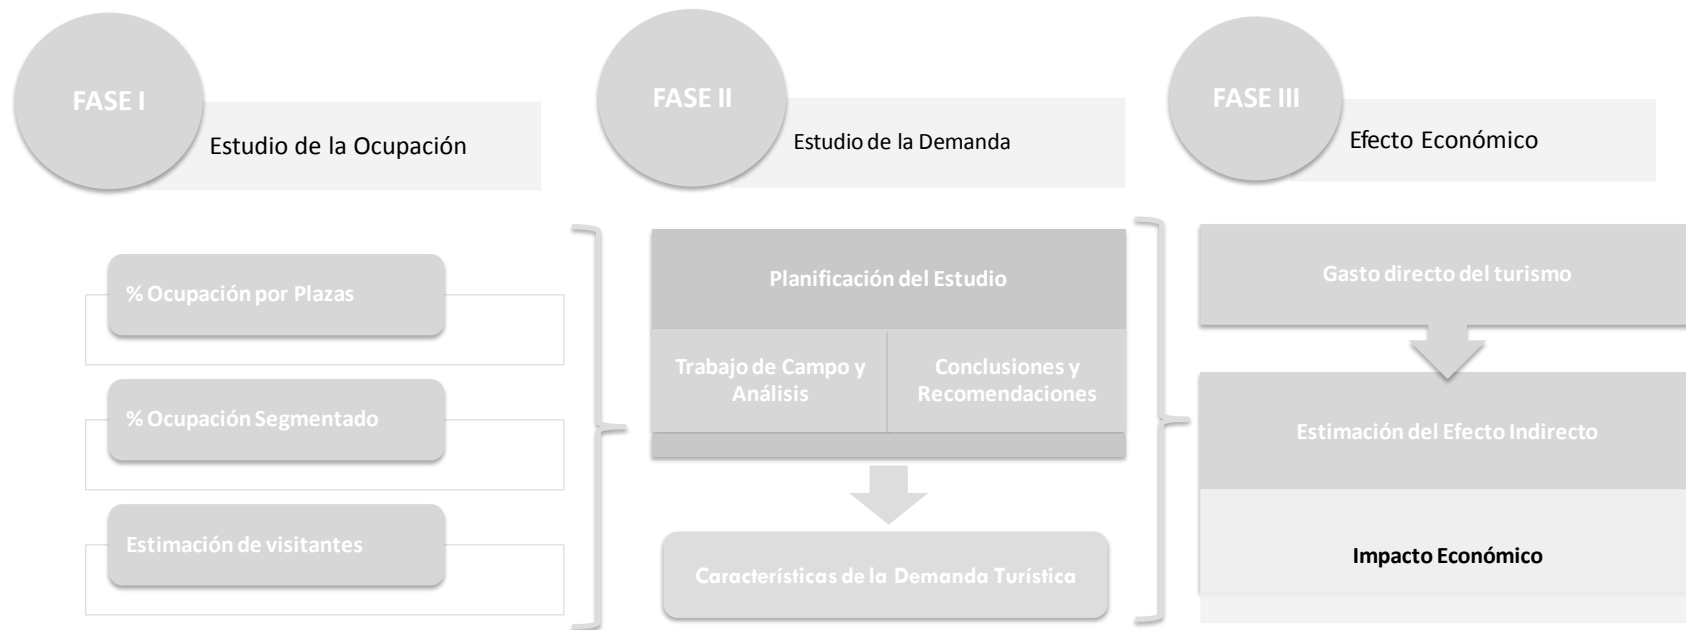 FASE I
Estudio de la Ocupación
% Ocupación por Plazas
% Ocupación Segmentado
Estimación de visitantes
FASE II
Estudio de la Demanda
Planificación del Estudio
Trabajo de Campo y
Análisis
Conclusiones y
Recomendaciones
Características de la Demanda Turística
FASE III
Efecto Económico
Gasto directo del turismo
Estimación del Efecto Indirecto
Impacto Económico